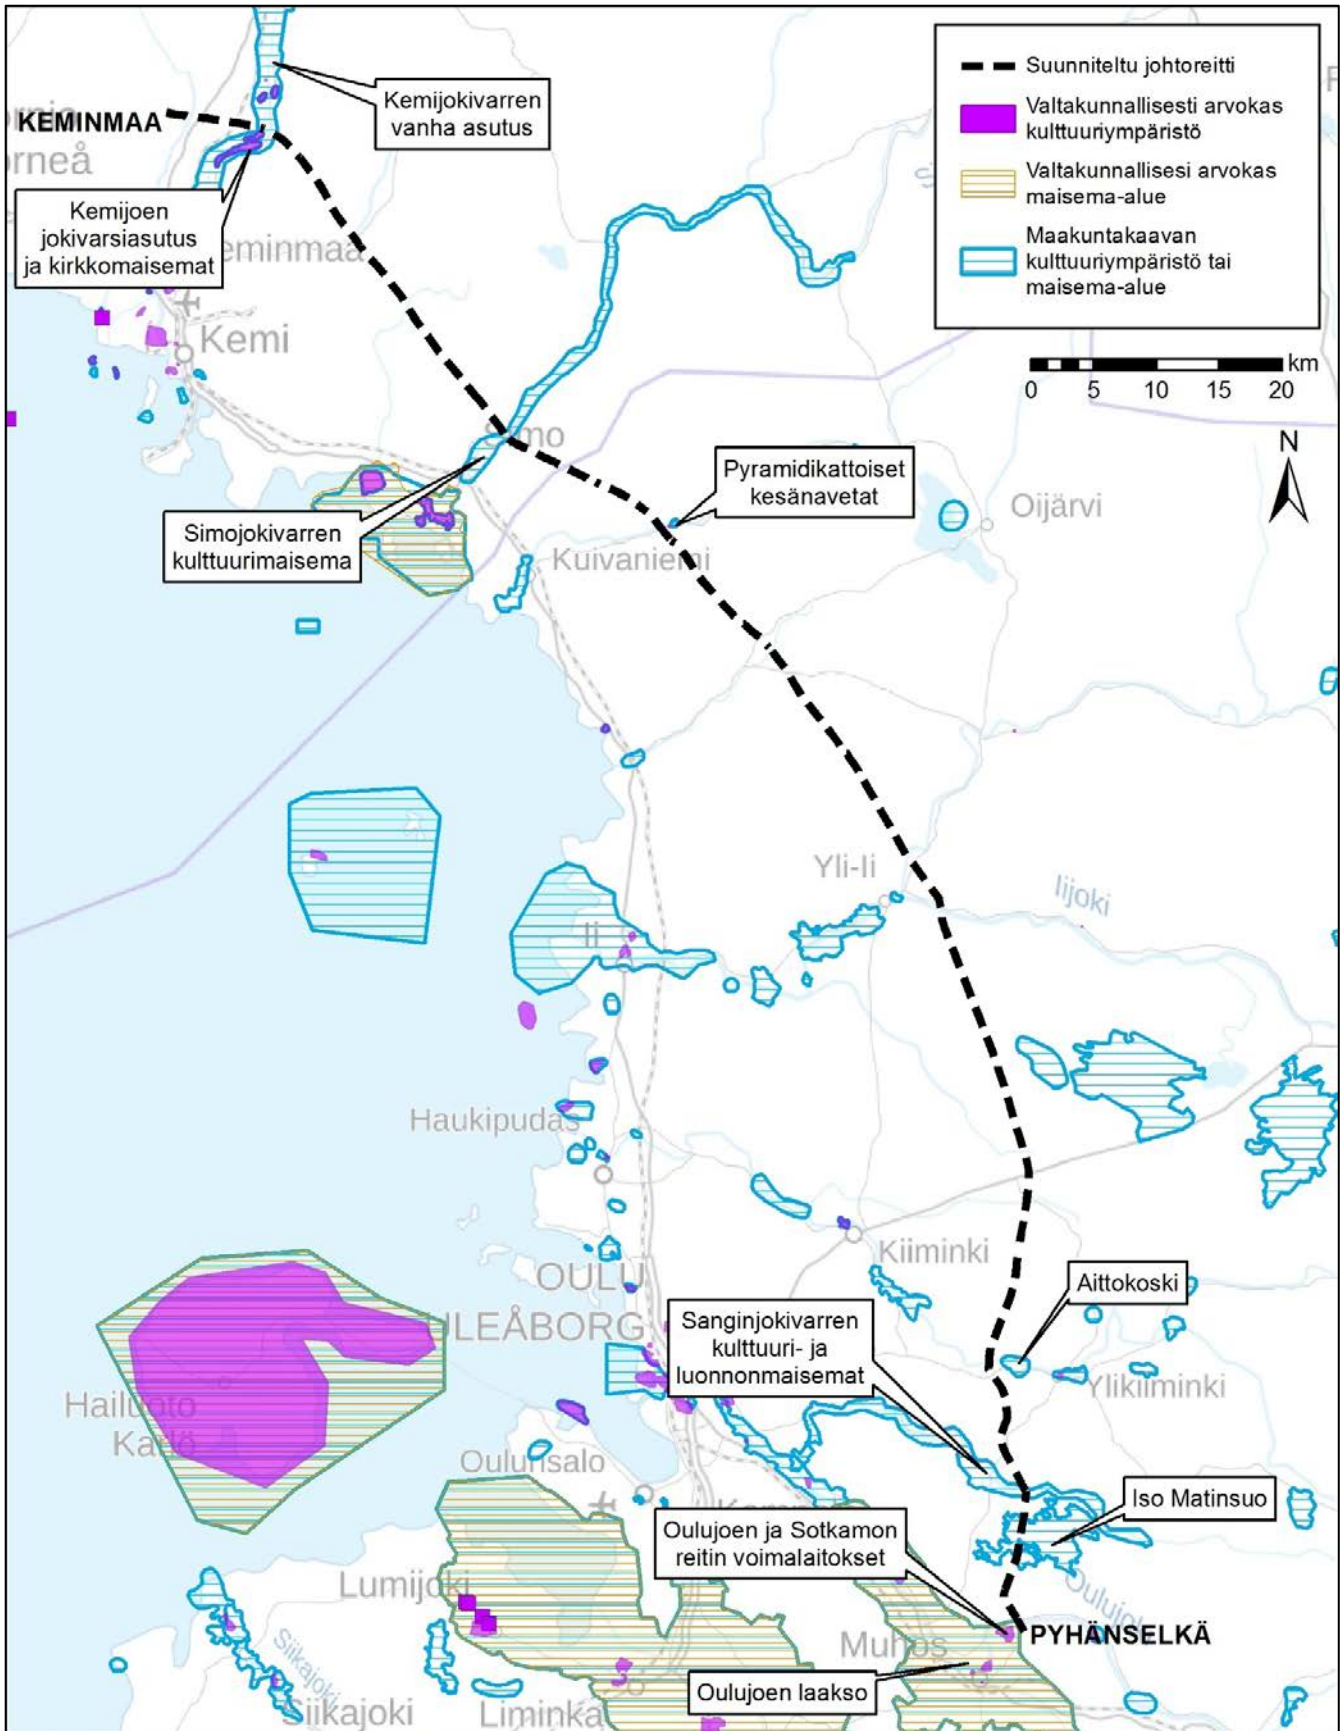 Suunniteltu johtoreitti
Valtakunnallisesti arvokas
kulttuuriympäristö
Valtakunnallisesi arvokas
maisema-alue
Maakuntakaavan
kulttuuriympäristö tai
maisema-alue
km
0 5 10 15 20
N
Kemijokivarren
vanha asutus
KEMINMAA
orneå
Kemijoen
jokivarsiasutus
ja kirkkomaisemat
eminmaa
Kemi
Pyramidikattoiset
kesänavetat
Oijärvi
Simojokivarren
kulttuurimaisema
Kuivaniemi
Yli-Ii
Iijoki
Ii
Haukipudas
Kiiminki
OULU
ULEÅBORG
Aittokoski
Sanginjokivarren
kulttuuri- ja
luonnonmaisemat
Ylikiiminki
Hailuoto
Karlö
Oulunsalo
Iso Matinsuo
Oulujoen ja Sotkamon
reitin voimalaitokset
Lumijoki
Oulujoki
PYHÄNSELKÄ
Muhos
Siikajoki
Oulujoen laakso
Siikajoki
Liminka